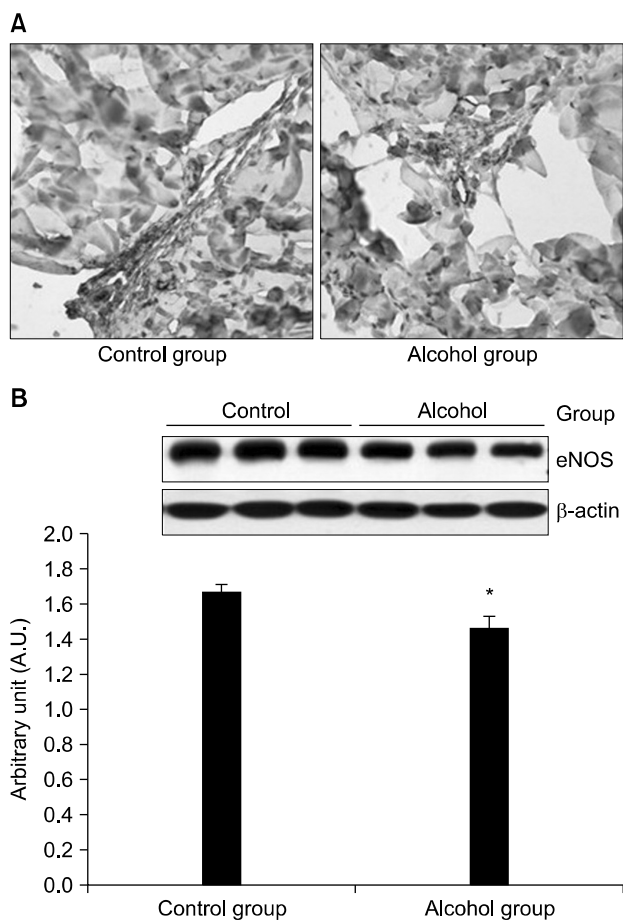 A
Control group Alcohol group
B
Control Alcohol Group
eNOS
β-actin
Arbitrary unit (A.U.)
2.0
1.8
1.6
1.4
1.2
1.0
0.8
0.6
0.4
0.2
0.0
*
Control group Alcohol group